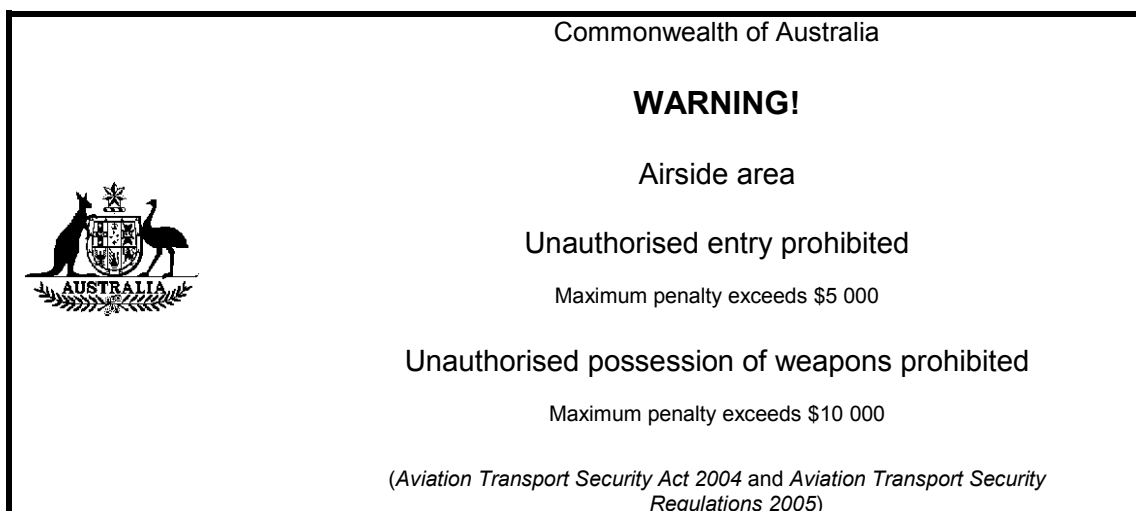 Commonwealth of Australia
WARNING!
Airside area
Unauthorised entry prohibited
Maximum penalty exceeds $5 000
Unauthorised possession of weapons prohibited
Maximum penalty exceeds $10 000
(Aviation Transport Security Act 2004 and Aviation Transport Security
Regulations 2005)
AUSTRALIA